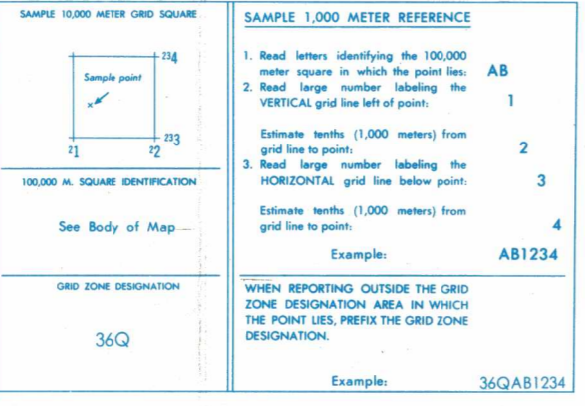 SAMPLE 10,000 METER GRID SQUARE
234
Sample point
x
233
21
22
100,000 M. SQUARE IDENTIFICATION
See Body of Map
GRID ZONE DESIGNATION
36Q
SAMPLE 1,000 METER REFERENCE
1. Read letters identifying the 100,000
meter square in which the point lies: AB
2. Read large number labeling the
VERTICAL grid line left of point: 1
Estimate tenths (1,000 meters) from
grid line to point: 2
3. Read large number labeling the
HORIZONTAL grid line below point: 3
Estimate tenths (1,000 meters) from
grid line to point: 4
Example: AB1234
WHEN REPORTING OUTSIDE THE GRID
ZONE DESIGNATION AREA IN WHICH
THE POINT LIES, PREFIX THE GRID ZONE
DESIGNATION.
Example: 36QAB1234